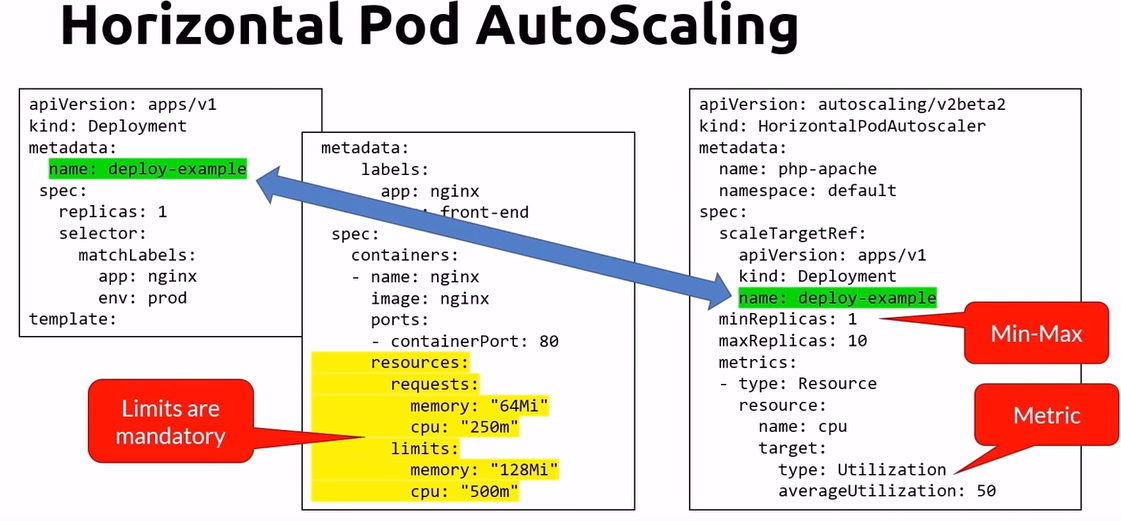 Horizontal Pod AutoScaling
apiVersion: apps/v1
kind: Deployment
metadata:
name: deploy-example
spec:
replicas: 1
selector:
matchLabels:
app: nginx
env: prod
template:
metadata:
labels:
app: nginx
: front-end
spec:
containers:
- name: nginx
image: nginx
ports:
- containerPort: 80
resources:
requests:
memory: "64Mi"
cpu: "250m"
limits:
memory: "128Mi"
cpu: "500m"
Limits are
mandatory
apiVersion: autoscaling/v2beta2
kind: HorizontalPodAutoscaler
metadata:
name: php-apache
namespace: default
spec:
scaleTargetRef:
apiVersion: apps/v1
kind: Deployment
name: deploy-example
minReplicas: 1
maxReplicas: 10
metrics:
- type: Resource
resource:
name: cpu
target:
type: Utilization
averageUtilization: 50
Min-Max
Metric